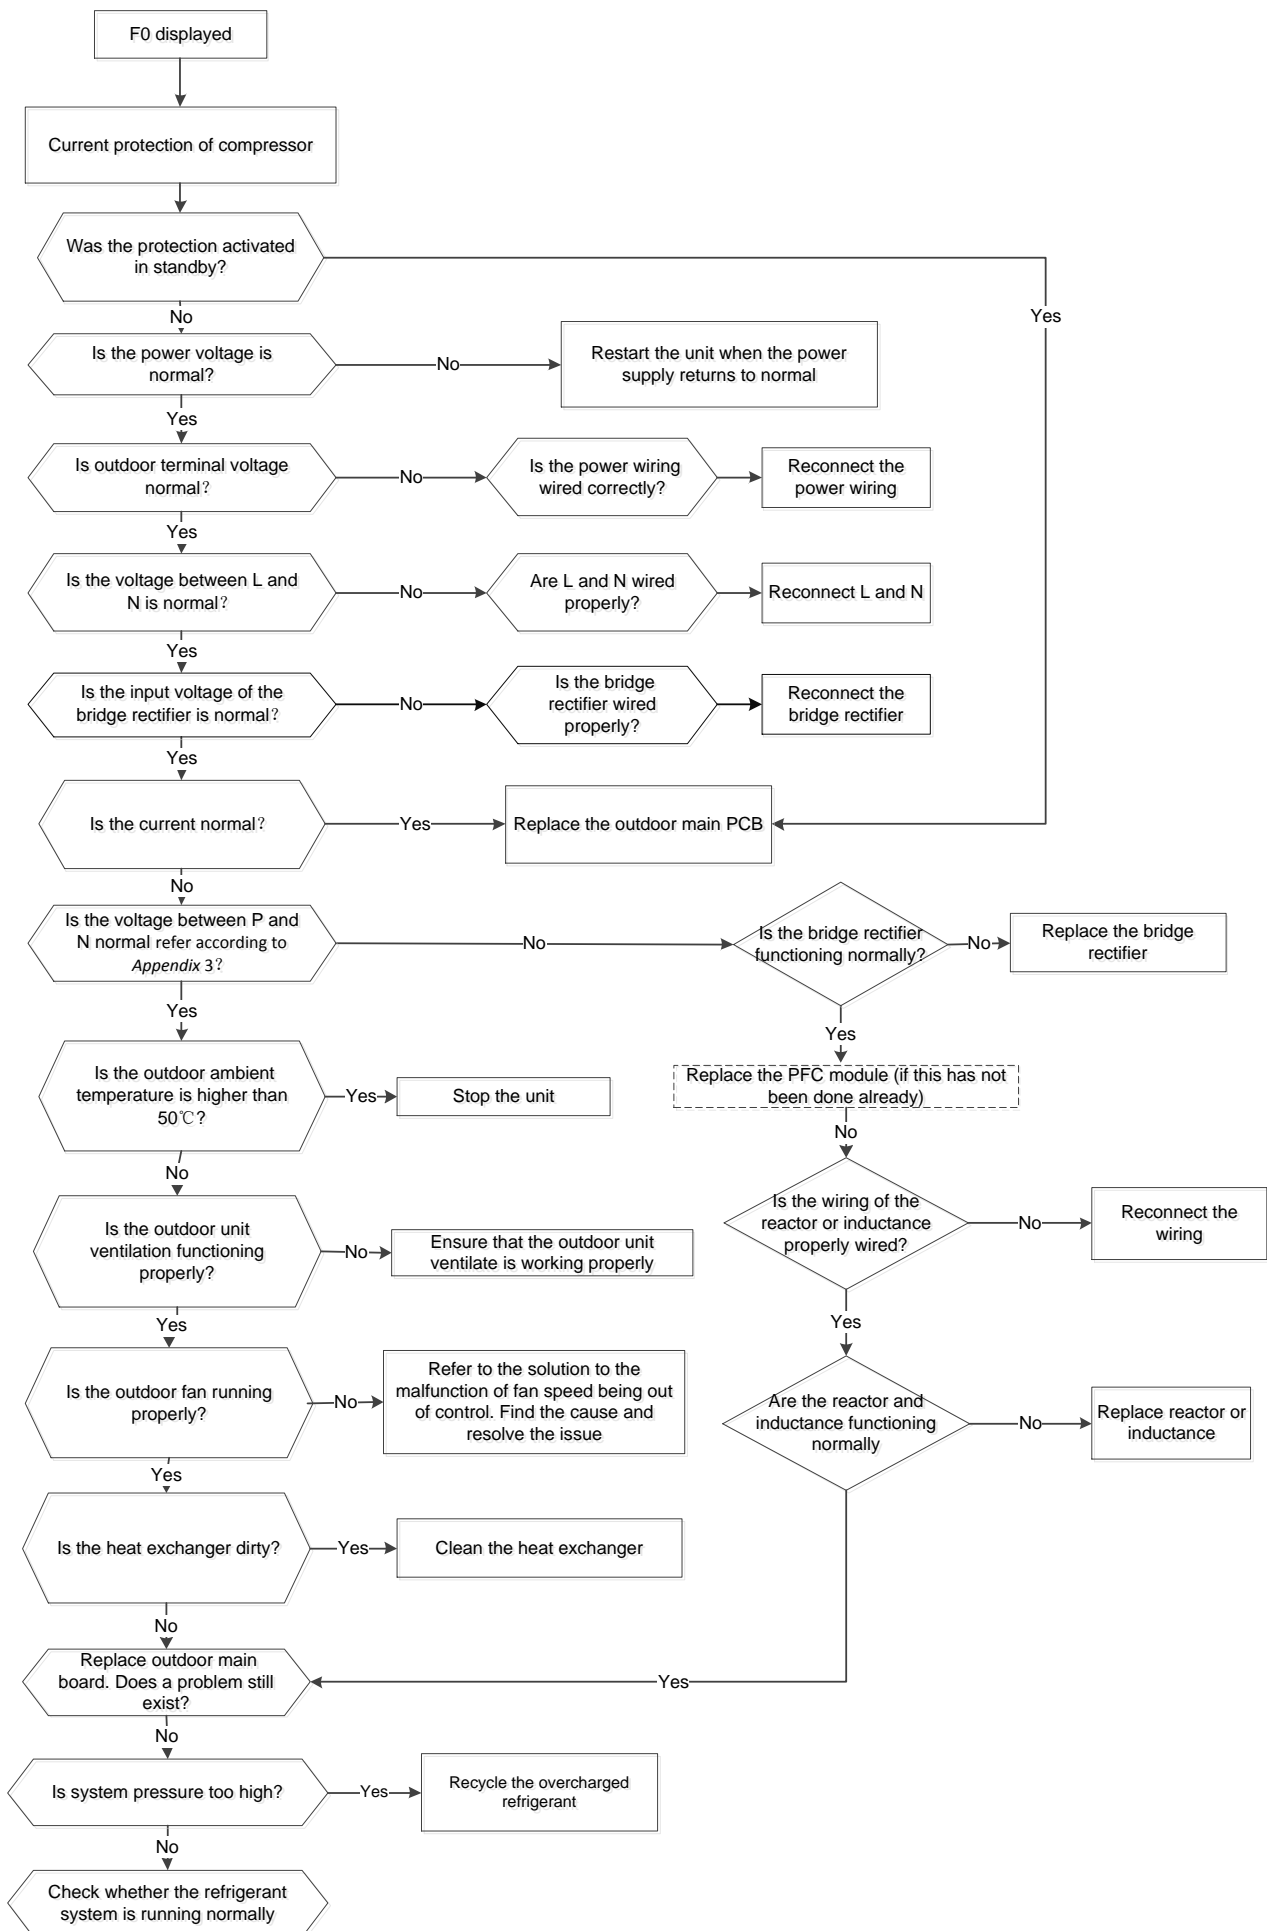 F0 displayed
Current protection of compressor
Was the protection activated
in standby?
Yes
No
Is the power voltage is
normal?
No
Restart the unit when the power
supply returns to normal
Yes
Is outdoor terminal voltage
normal?
No
Is the power wiring
wired correctly?
Reconnect the
power wiring
Yes
Is the voltage between L and
N is normal?
No
Are L and N wired
properly?
Reconnect L and N
Yes
Is the input voltage of the
bridge rectifier is normal?
No
Is the bridge
rectifier wired
properly?
Reconnect the
bridge rectifier
Yes
Is the current normal?
Yes
Replace the outdoor main PCB
No
Is the voltage between P and
N normal refer according to
Appendix 3?
No
Is the bridge rectifier
functioning normally?
No
Replace the bridge
rectifier
Yes
Yes
Is the outdoor ambient
temperature is higher than
50℃?
Yes
Stop the unit
Replace the PFC module (if this has not
been done already)
No
No
Is the outdoor unit
ventilation functioning
properly?
No
Ensure that the outdoor unit
ventilate is working properly
Is the wiring of the
reactor or inductance
properly wired?
No
Reconnect the
wiring
Yes
Yes
Is the outdoor fan running
properly?
No
Refer to the solution to the
malfunction of fan speed being out
of control. Find the cause and
resolve the issue
Are the reactor and
inductance functioning
normally
No
Replace reactor or
inductance
Yes
Is the heat exchanger dirty?
Yes
Clean the heat exchanger
No
Replace outdoor main
board. Does a problem still
exist?
Yes
No
Is system pressure too high?
Yes
Recycle the overcharged
refrigerant
No
Check whether the refrigerant
system is running normally